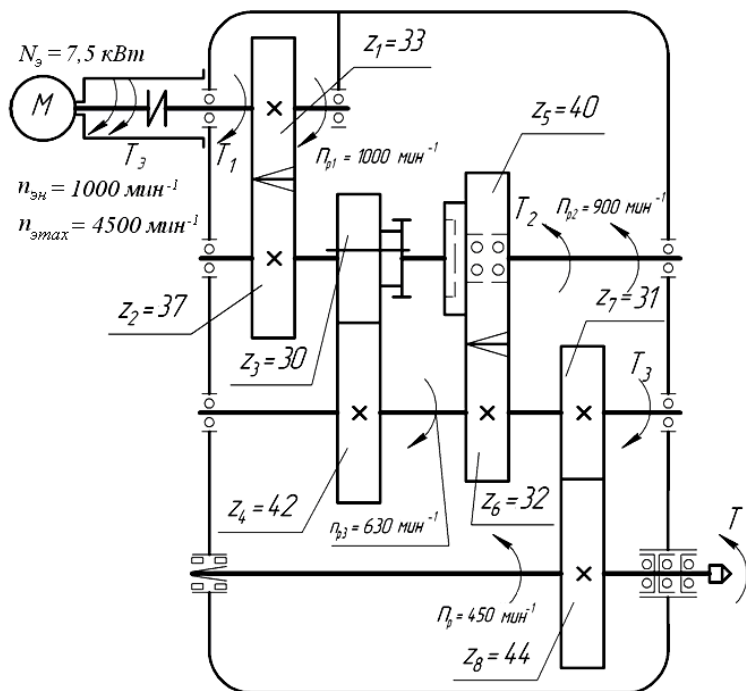 Nэ = 7,5 кВт
z₁ = 33
M
z₅ = 40
Tэ
T₁
nр1 = 1000 мин⁻¹
nэн = 1000 мин⁻¹
nэmax = 4500 мин⁻¹
T₂
nр2 = 900 мин⁻¹
z₂ = 37
z₇ = 31
z₃ = 30
T₃
z₄ = 42
nр3 = 630 мин⁻¹
z₆ = 32
T
nр = 450 мин⁻¹
z₈ = 44